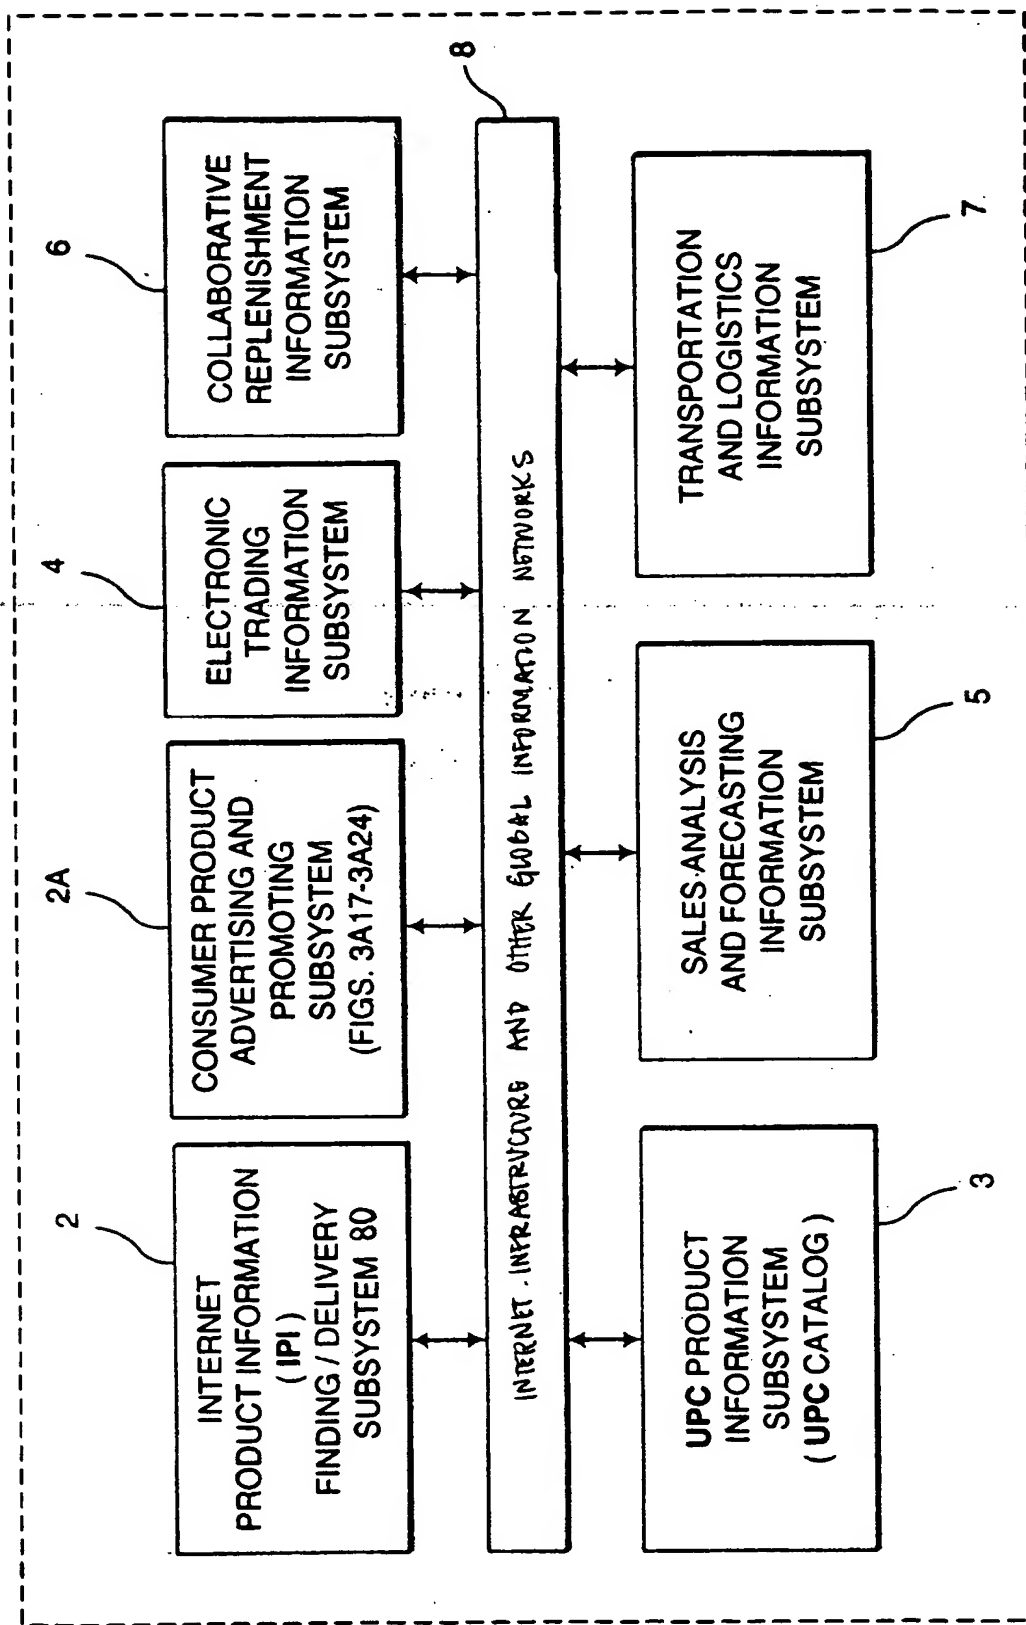 2
INTERNET
PRODUCT INFORMATION
( IPI )
FINDING / DELIVERY
SUBSYSTEM 80
2A
CONSUMER PRODUCT
ADVERTISING AND
PROMOTING
SUBSYSTEM
(FIGS. 3A17-3A24)
4
ELECTRONIC
TRADING
INFORMATION
SUBSYSTEM
6
COLLABORATIVE
REPLENISHMENT
INFORMATION
SUBSYSTEM
8
INTERNET INFRASTRUCTURE AND OTHER GLOBAL INFORMATION NETWORKS
UPC PRODUCT
INFORMATION
SUBSYSTEM
( UPC CATALOG )
3
SALES ANALYSIS
AND FORECASTING
INFORMATION
SUBSYSTEM
5
TRANSPORTATION
AND LOGISTICS
INFORMATION
SUBSYSTEM
7